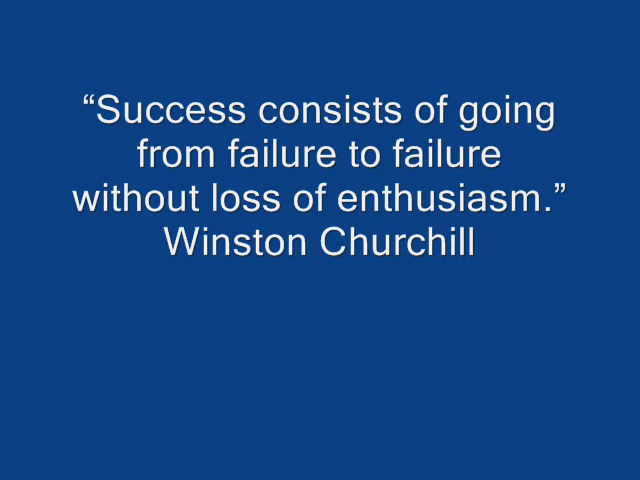 “Success consists of going
from failure to failure
without loss of enthusiasm.”
Winston Churchill